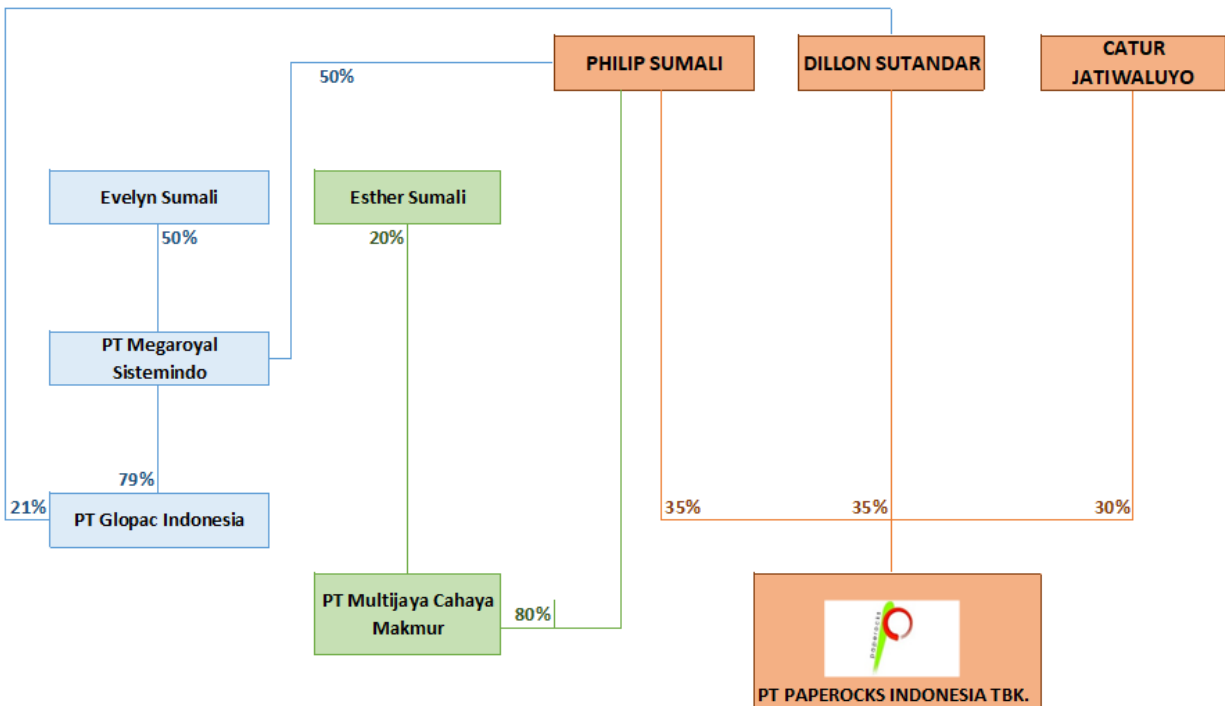 PHILIP SUMALI
DILLON SUTANDAR
CATUR
JATIWALUYO
50%
Evelyn Sumali
Esther Sumali
50%
20%
PT Megaroyal
Sistemindo
79%
21%
PT Glopac Indonesia
35%
35%
30%
PT Multijaya Cahaya
Makmur
80%
paperocks
PT PAPEROCKS INDONESIA TBK.